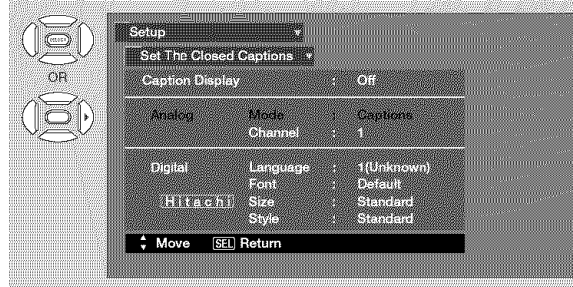 SELECT
OR
Setup
Set The Closed Captions
Caption Display : Off
Analog Mode : Captions
Channel : 1
Digital Language : 1(Unknown)
Font : Default
Hitachi Size : Standard
Style : Standard
Move SEL Return